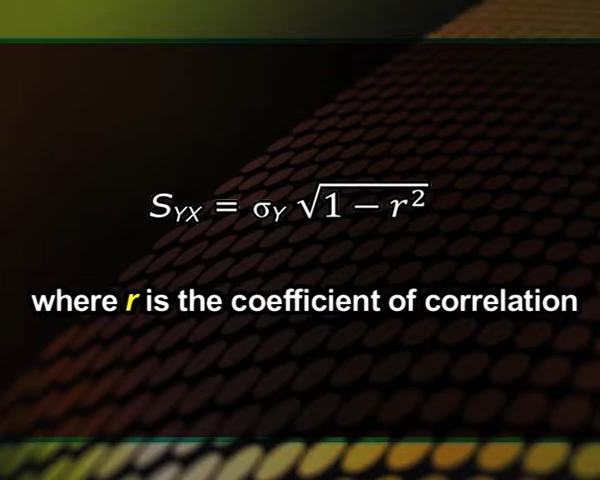 S_YX = σ_Y √(1 − r²)
where r is the coefficient of correlation